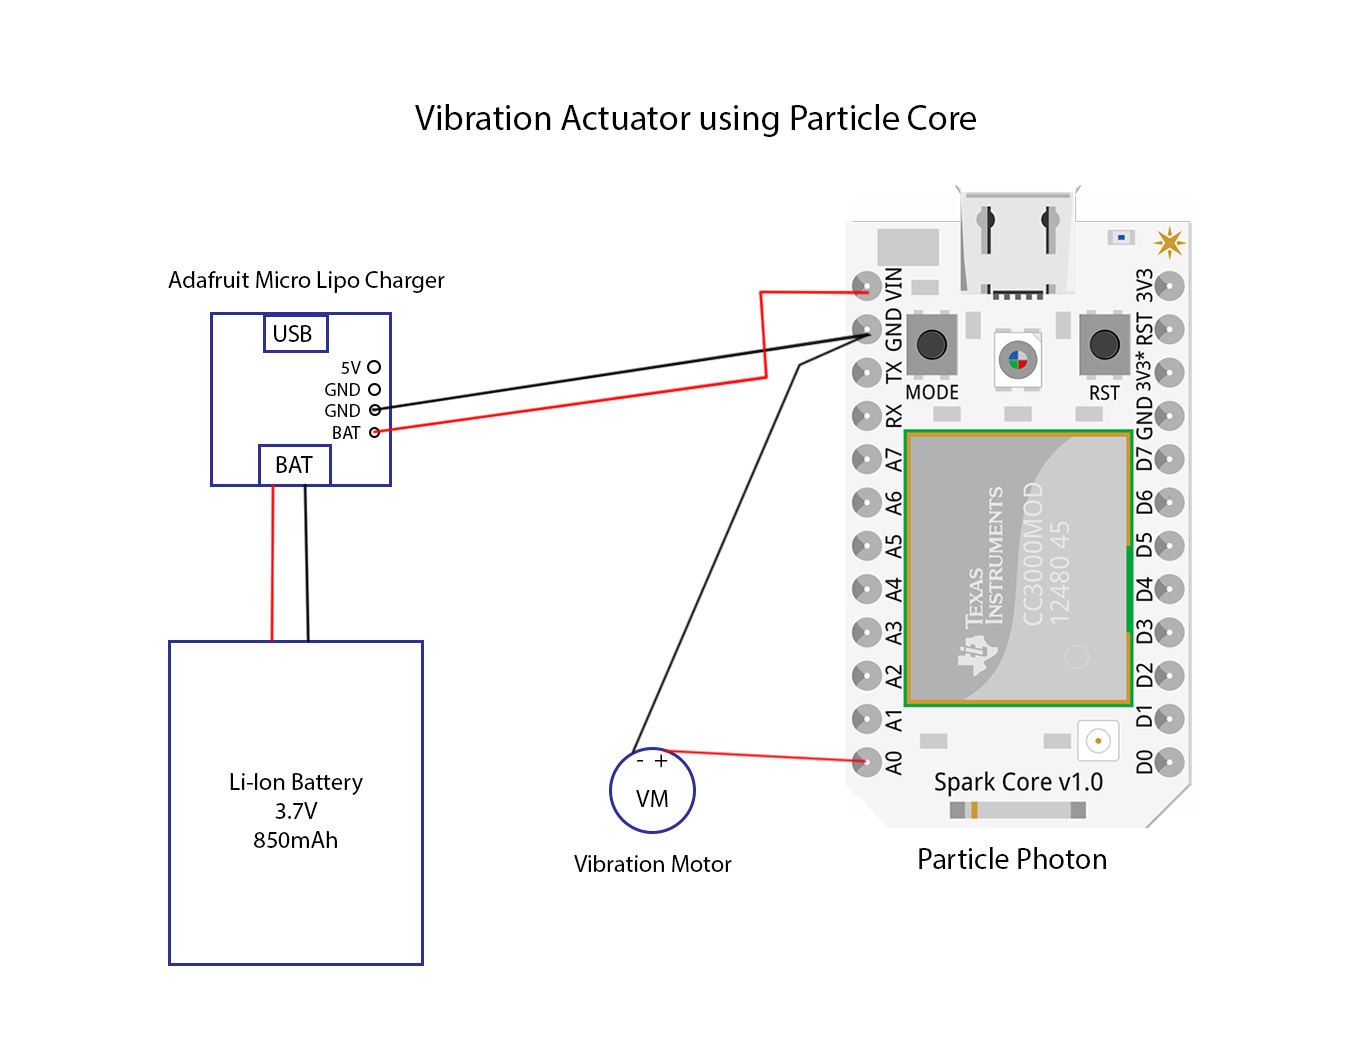 Vibration Actuator using Particle Core
Adafruit Micro Lipo Charger
USB
5V
GND
GND
BAT
BAT
Li-Ion Battery
3.7V
850mAh
- +
VM
Vibration Motor
VIN
GND
TX
RX
A7
A6
A5
A4
A3
A2
A1
A0
MODE
RST
3V3
RST
3V3*
GND
D7
D6
D5
D4
D3
D2
D1
D0
TEXAS
INSTRUMENTS
CC3000MOD
12480 45
Spark Core v1.0
Particle Photon